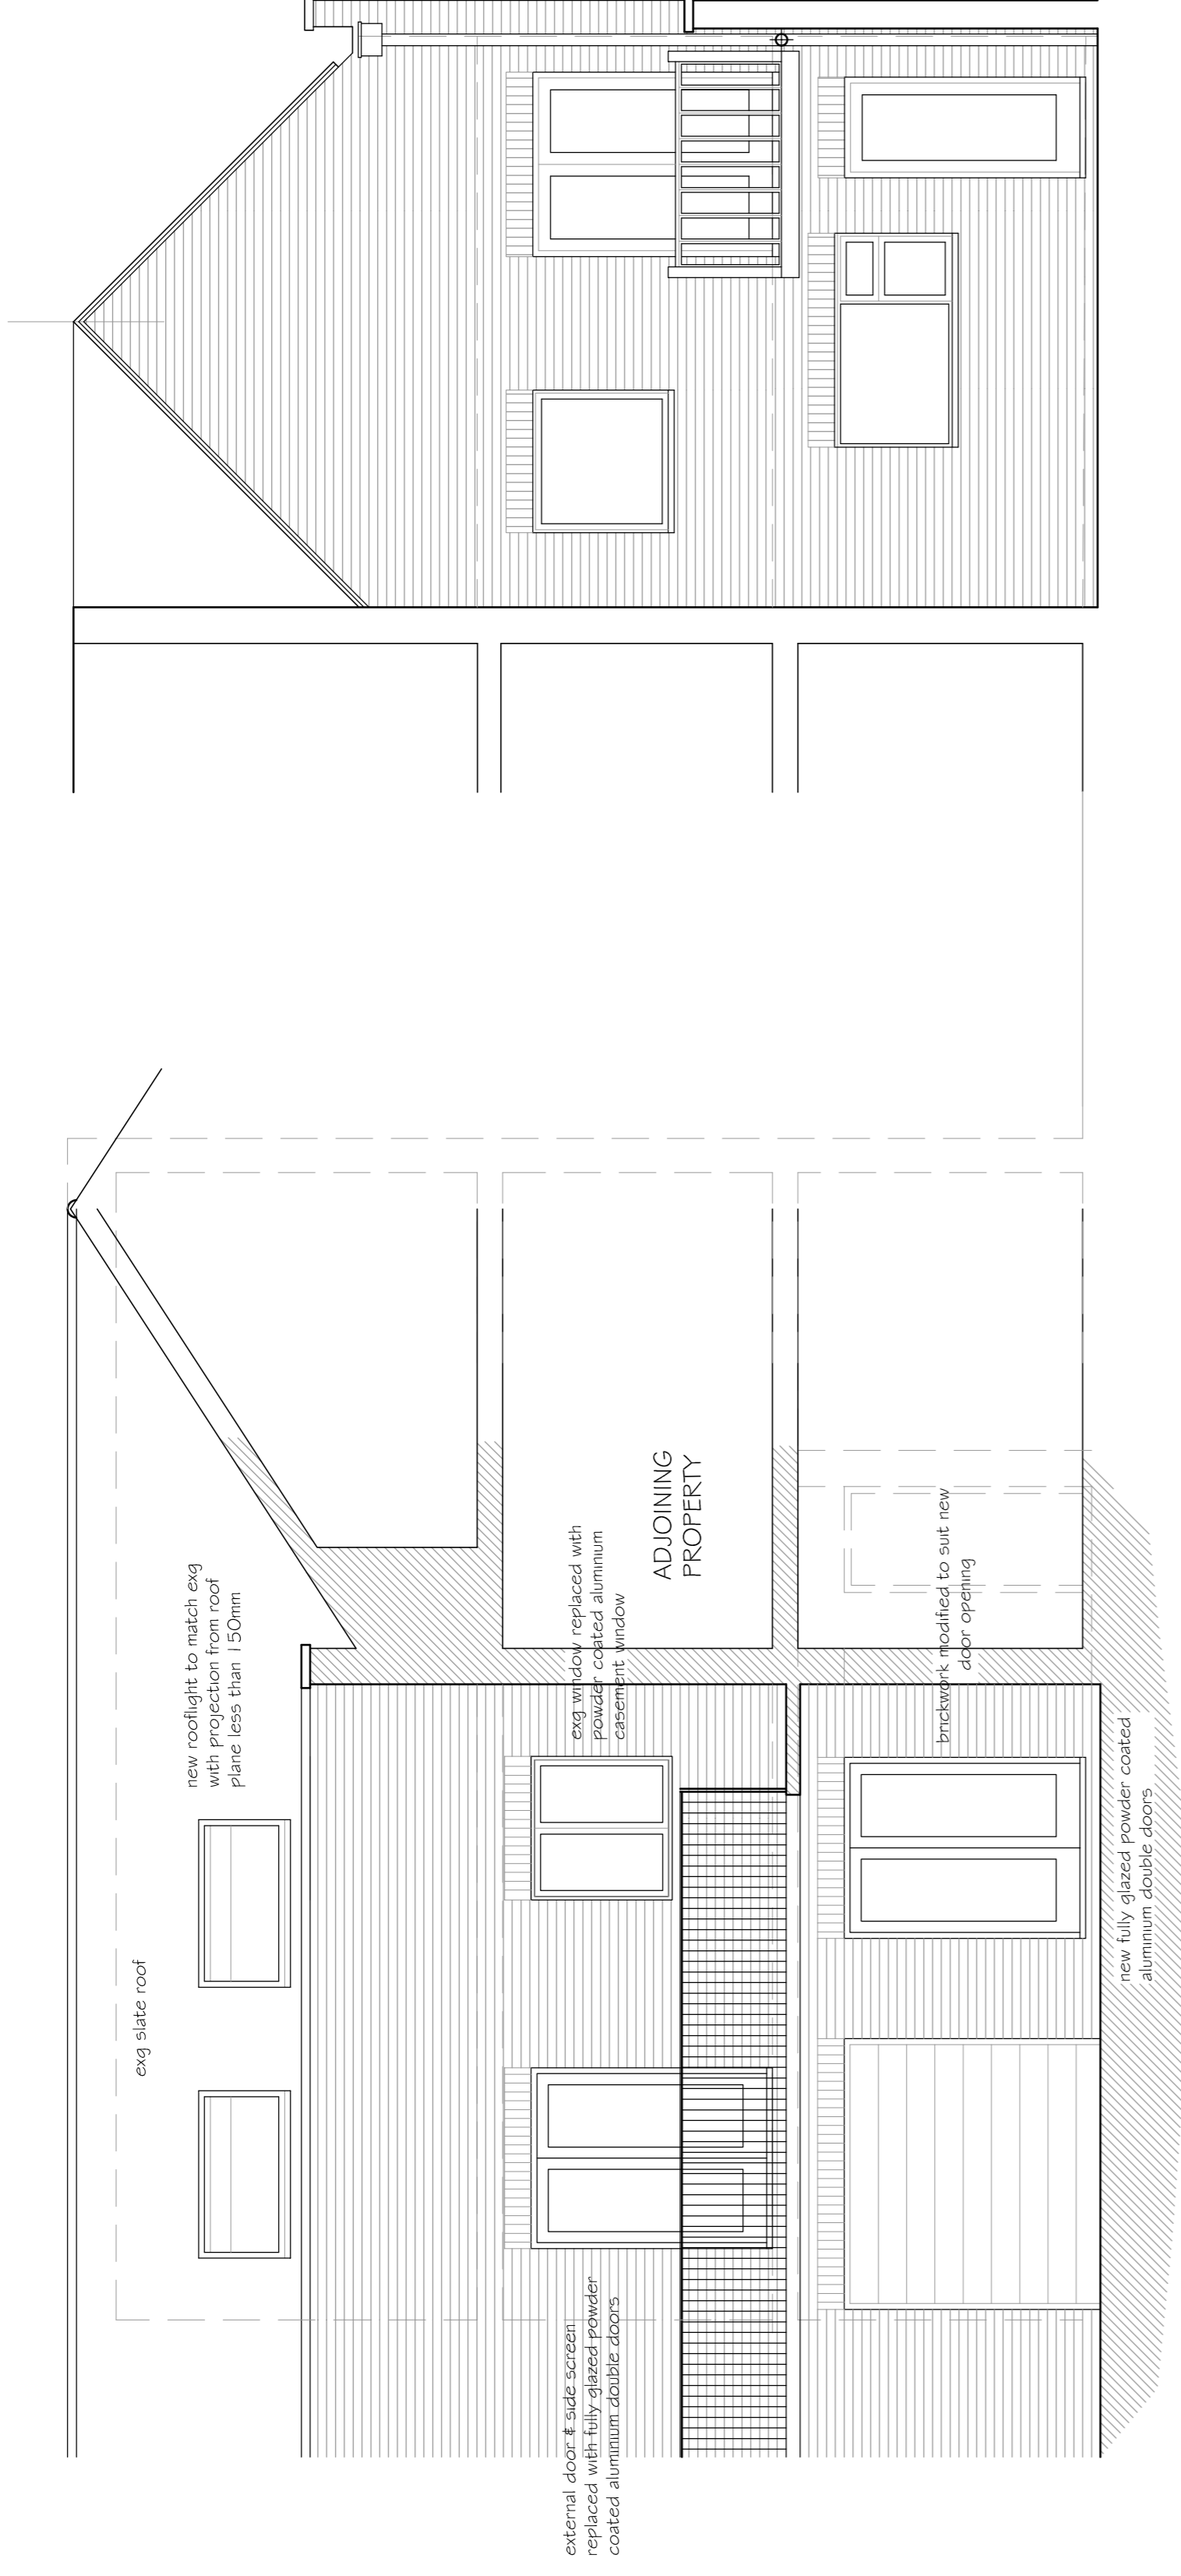 exg slate roof
new rooflight to match exg
with projection from roof
plane less than 150mm
external door & side screen
replaced with fully glazed powder
coated aluminium double doors
exg window replaced with
powder coated aluminium
casement window
ADJOINING
PROPERTY
brickwork modified to suit new
door opening
new fully glazed powder coated
aluminium double doors